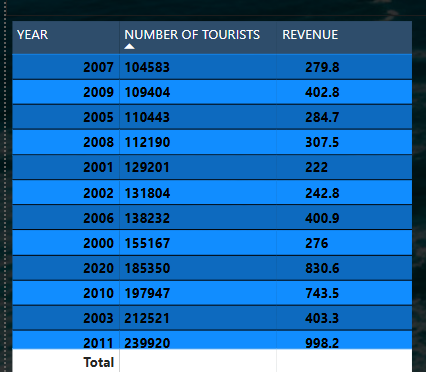 YEAR NUMBER OF TOURISTS REVENUE
2007 104583 279.8
2009 109404 402.8
2005 110443 284.7
2008 112190 307.5
2001 129201 222
2002 131804 242.8
2006 138232 400.9
2000 155167 276
2020 185350 830.6
2010 197947 743.5
2003 212521 403.3
2011 239920 998.2
Total